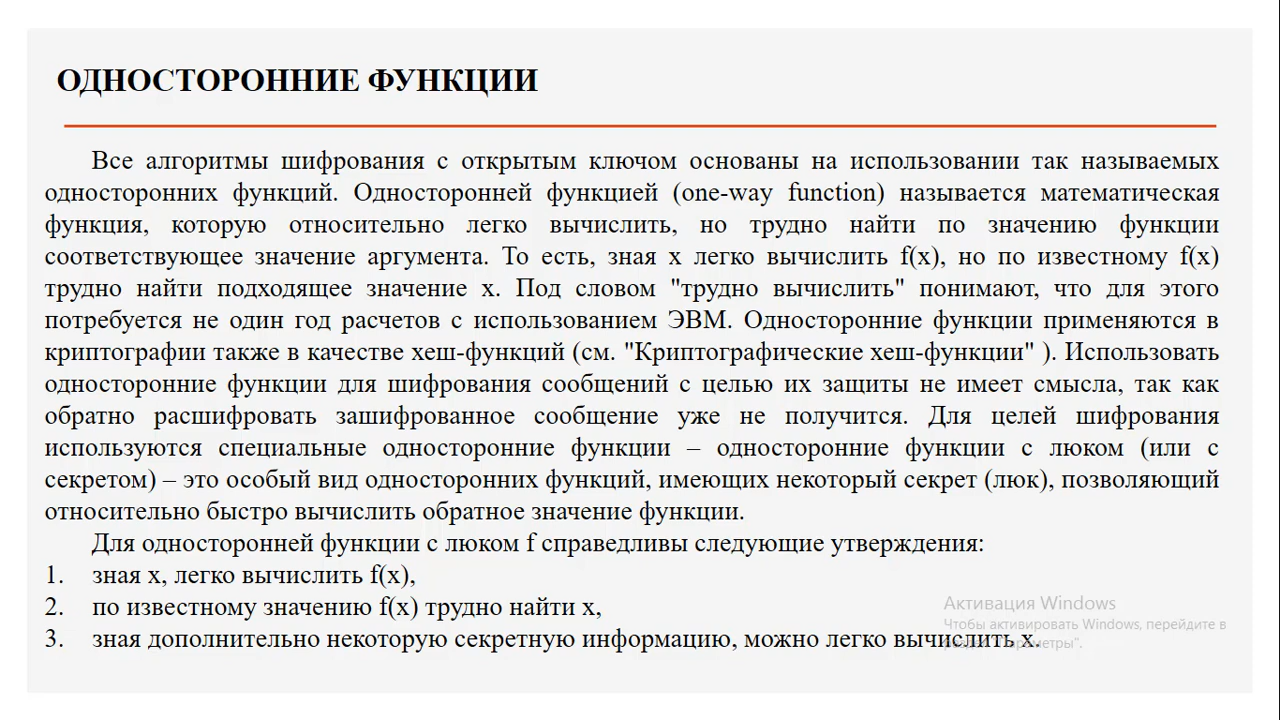 ОДНОСТОРОННИЕ ФУНКЦИИ
Все алгоритмы шифрования с открытым ключом основаны на использовании так называемых
односторонних функций. Односторонней функцией (one-way function) называется математическая
функция, которую относительно легко вычислить, но трудно найти по значению функции
соответствующее значение аргумента. То есть, зная x легко вычислить f(x), но по известному f(x)
трудно найти подходящее значение x. Под словом "трудно вычислить" понимают, что для этого
потребуется не один год расчетов с использованием ЭВМ. Односторонние функции применяются в
криптографии также в качестве хеш-функций (см. "Криптографические хеш-функции" ). Использовать
односторонние функции для шифрования сообщений с целью их защиты не имеет смысла, так как
обратно расшифровать зашифрованное сообщение уже не получится. Для целей шифрования
используются специальные односторонние функции – односторонние функции с люком (или с
секретом) – это особый вид односторонних функций, имеющих некоторый секрет (люк), позволяющий
относительно быстро вычислить обратное значение функции.
Для односторонней функции с люком f справедливы следующие утверждения:
1. зная x, легко вычислить f(x),
2. по известному значению f(x) трудно найти x,
3. зная дополнительно некоторую секретную информацию, можно легко вычислить x.
Активация Windows
Чтобы активировать Windows, перейдите в
раздел "Параметры".